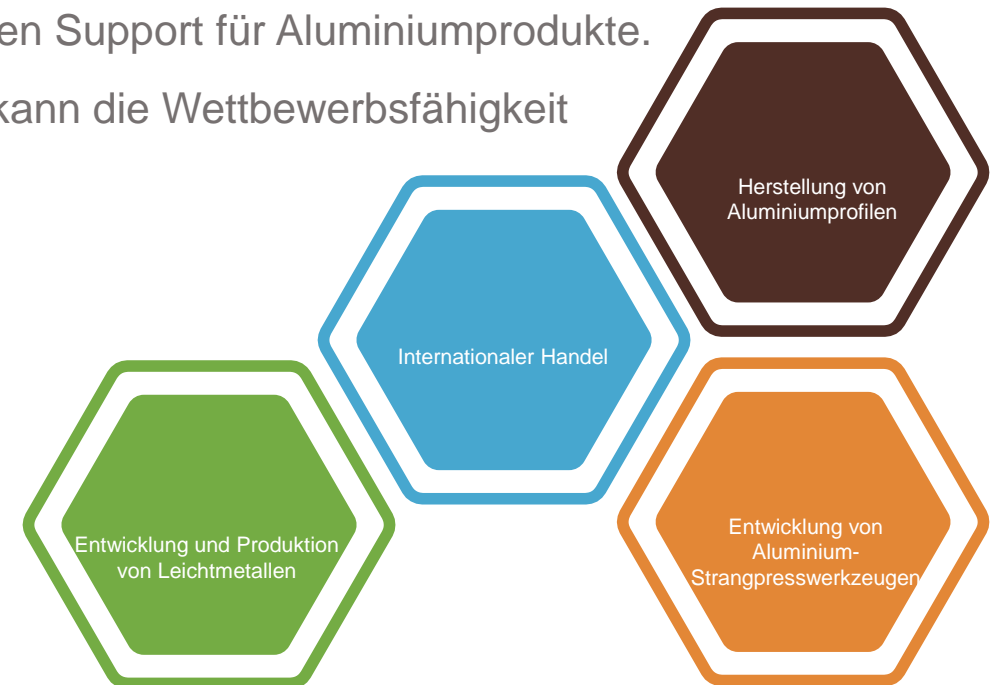 en Support für Aluminiumprodukte.
kann die Wettbewerbsfähigkeit
Herstellung von
Aluminiumprofilen
Internationaler Handel
Entwicklung und Produktion
von Leichtmetallen
Entwicklung von
Aluminium-
Strangpresswerkzeugen